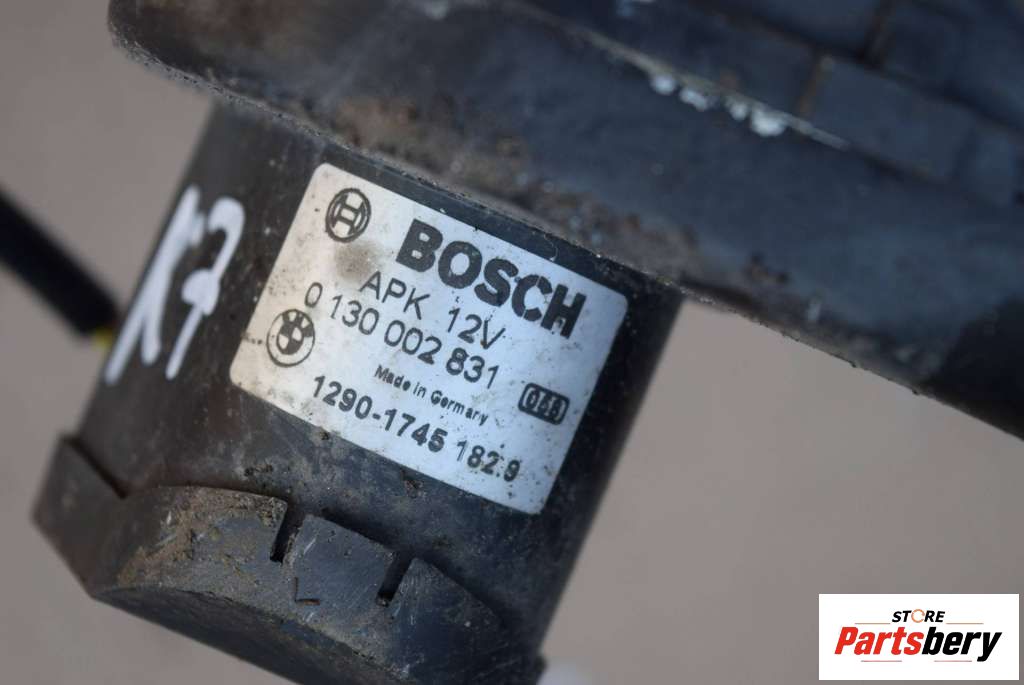 BOSCH
APK 12V
0 130 002 831
Made in Germany
1290-1745 182.9
STORE
Partsbery